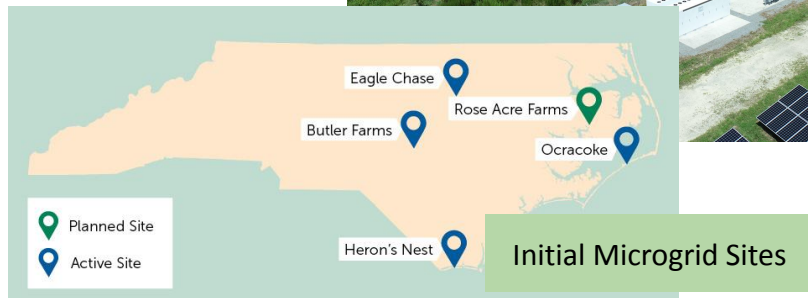 Eagle Chase
Rose Acre Farms
Butler Farms
Ocracoke
Planned Site
Active Site
Heron's Nest
Initial Microgrid Sites